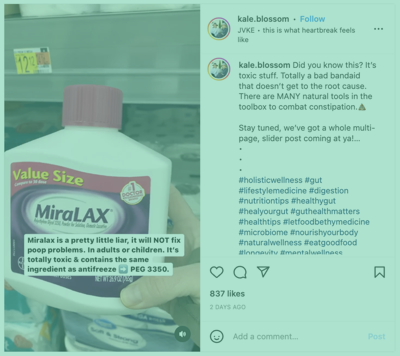 kale.blossom • Follow
JVKE • this is what heartbreak feels like
kale.blossom Did you know this? It's
toxic stuff. Totally a bad bandaid
that doesn't get to the root cause.
There are MANY natural tools in the
toolbox to combat constipation.💩
Stay tuned, we've got a whole multi-
page, slider post coming at ya!...
•
•
•
#holisticwellness #gut
#lifestylemedicine #digestion
#nutritiontips #healthygut
#healyourgut #guthealthmatters
#healthtips #letfoodbethymedicine
#microbiome #nourishyourbody
#naturalwellness #eatgoodfood
#longevity #mentalwellness
837 likes
2 DAYS AGO
Add a comment...
Post
Value Size
#1
MiraLAX
Miralax is a pretty little liar, it will NOT fix
poop problems. In adults or children. It's
totally toxic & contains the same
ingredient as antifreeze ➡️ PEG 3350.